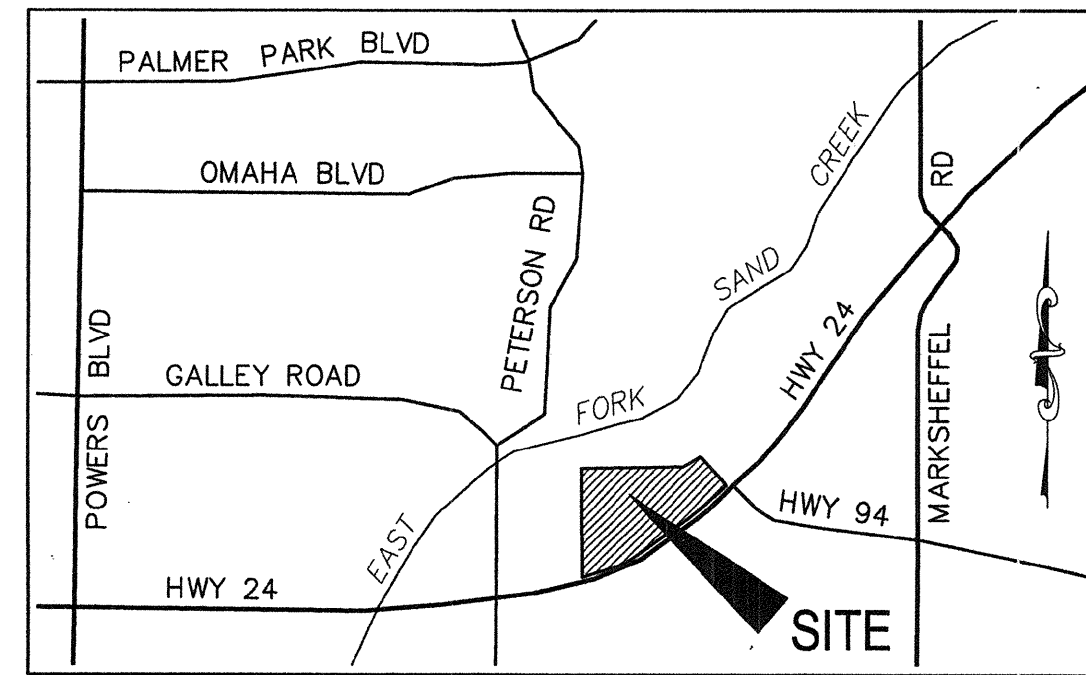 PALMER PARK BLVD
OMAHA BLVD
PETERSON RD
EAST FORK SAND CREEK
MARKSHEFFEL RD
HWY 24
POWERS BLVD
GALLEY ROAD
HWY 94
HWY 24
SITE